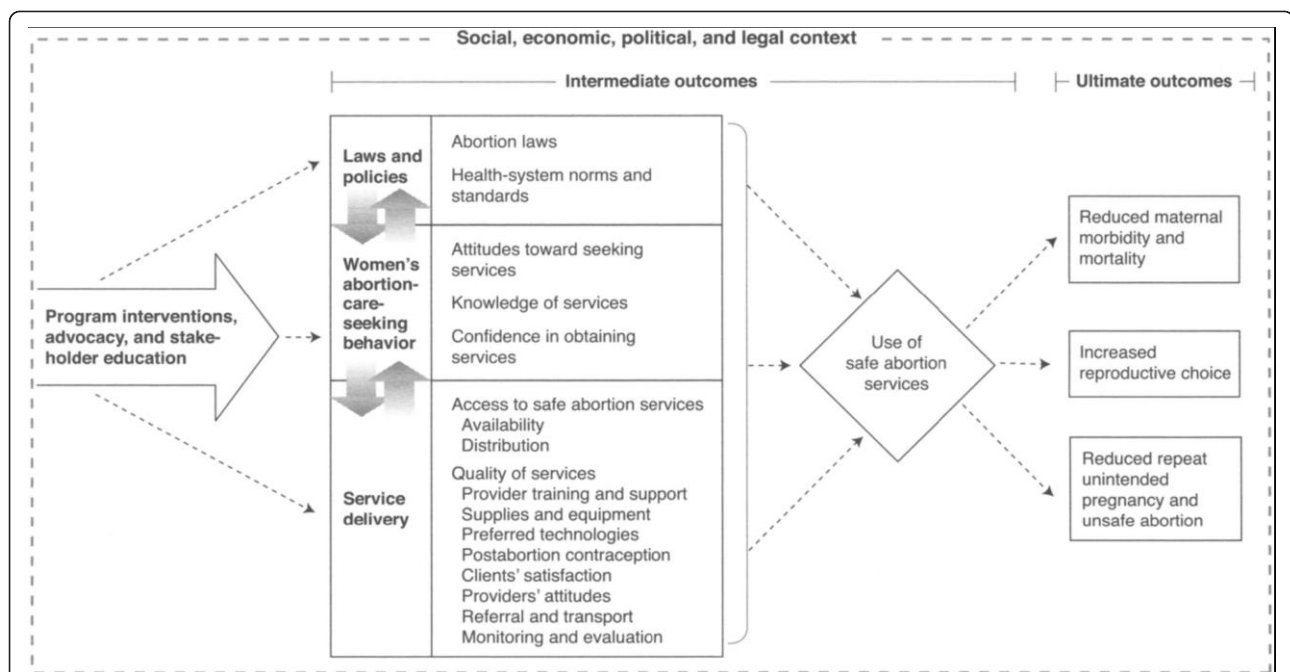 Social, economic, political, and legal context
Intermediate outcomes
Ultimate outcomes
Program interventions,
advocacy, and stake-
holder education
Laws and
policies
Abortion laws
Health-system norms and
standards
Women's
abortion-
care-
seeking
behavior
Attitudes toward seeking
services
Knowledge of services
Confidence in obtaining
services
Service
delivery
Access to safe abortion services
Availability
Distribution
Quality of services
Provider training and support
Supplies and equipment
Preferred technologies
Postabortion contraception
Clients' satisfaction
Providers' attitudes
Referral and transport
Monitoring and evaluation
Use of
safe abortion
services
Reduced maternal
morbidity and
mortality
Increased
reproductive choice
Reduced repeat
unintended
pregnancy and
unsafe abortion